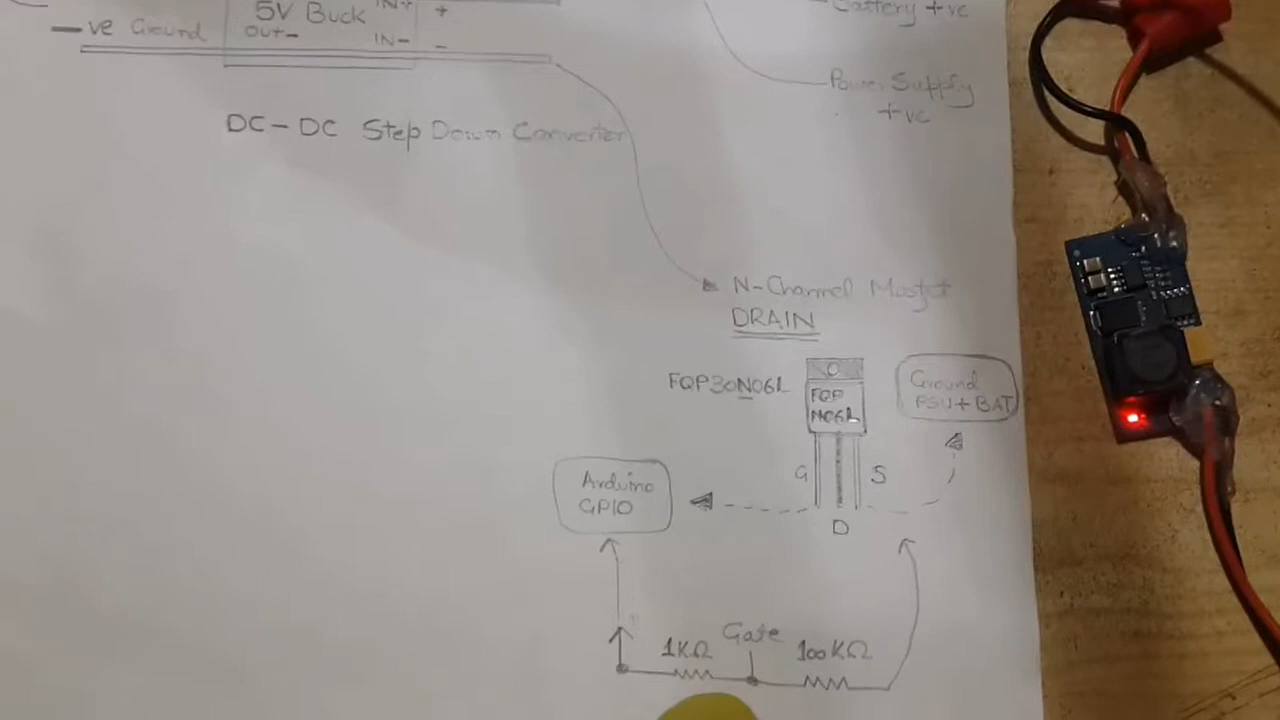 5V Buck
IN+ +
-ve Ground
OUT-
IN- -
Battery +ve
Power Supply
+ve
DC-DC Step Down Converter
N-Channel Mosfet
DRAIN
FQP30N06L
FQP
N06L
Ground
PSU + BAT
G
S
D
Arduino
GPIO
1KΩ
Gate
100KΩ